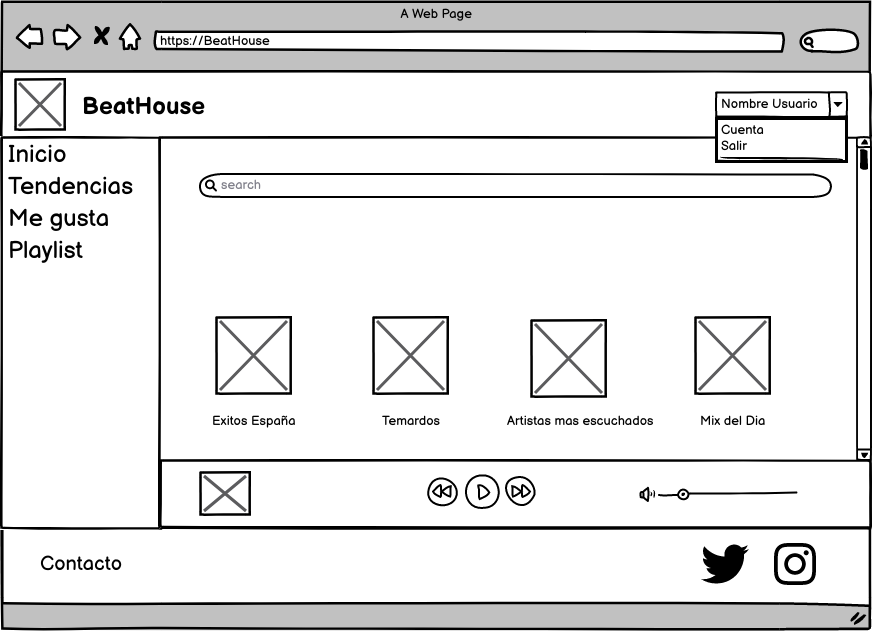 A Web Page
https://BeatHouse
BeatHouse
Nombre Usuario
Cuenta
Salir
Inicio
Tendencias
Me gusta
Playlist
search
Exitos España
Temardos
Artistas mas escuchados
Mix del Dia
Contacto